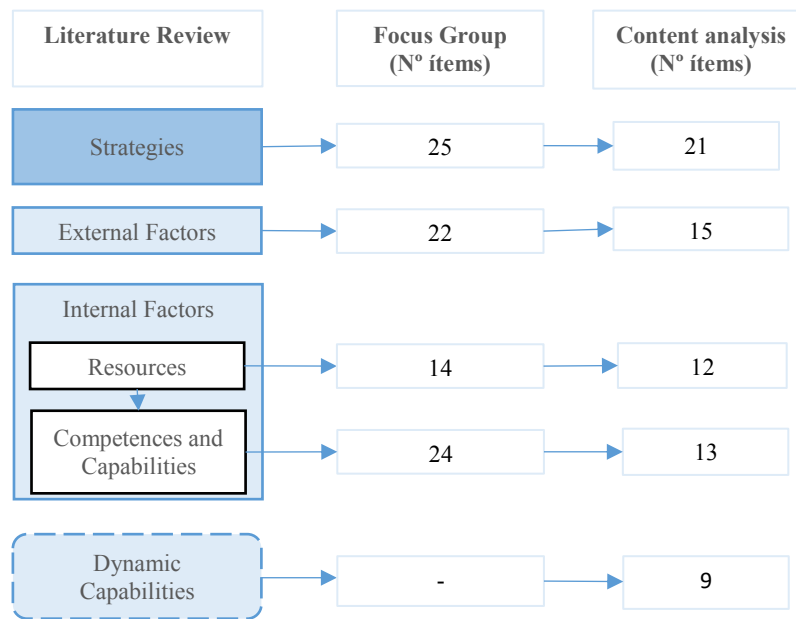 Literature Review
Focus Group
(Nº ítems)
Content analysis
(Nº ítems)
Strategies
25
21
External Factors
22
15
Internal Factors
Resources
14
12
Competences and
Capabilities
24
13
Dynamic
Capabilities
-
9